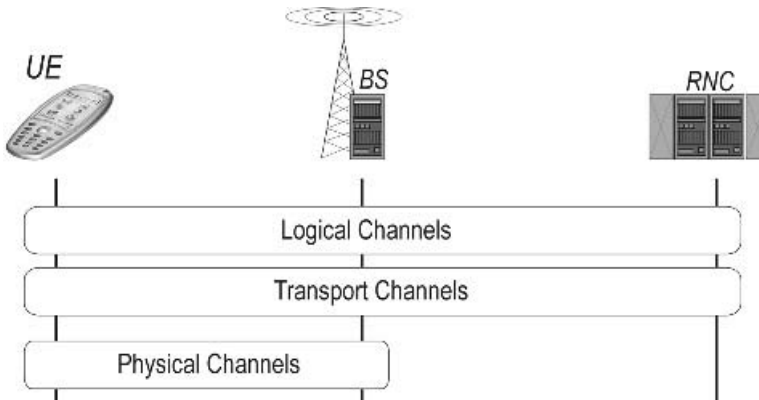 UE
BS
RNC
Logical Channels
Transport Channels
Physical Channels